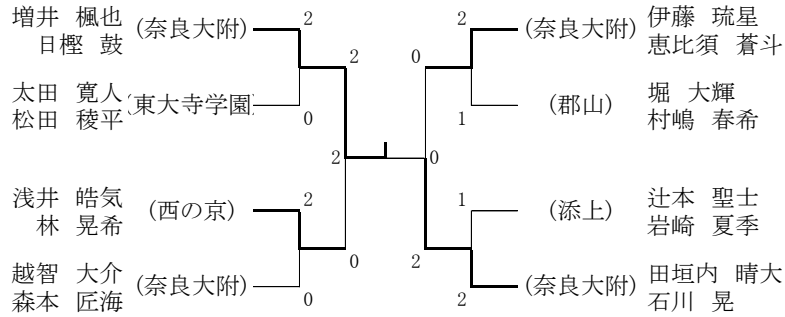 増井 楓也
日樫 鼓
(奈良大附)
2
2
太田 寛人
松田 稜平
(東大寺学園)
0
2
浅井 皓気
林 晃希
(西の京)
2
0
越智 大介
森本 匠海
(奈良大附)
0
伊藤 琉星
恵比須 蒼斗
(奈良大附)
2
0
堀 大輝
村嶋 春希
(郡山)
1
0
辻本 聖士
岩崎 夏季
(添上)
1
2
田垣内 晴大
石川 晃
(奈良大附)
2